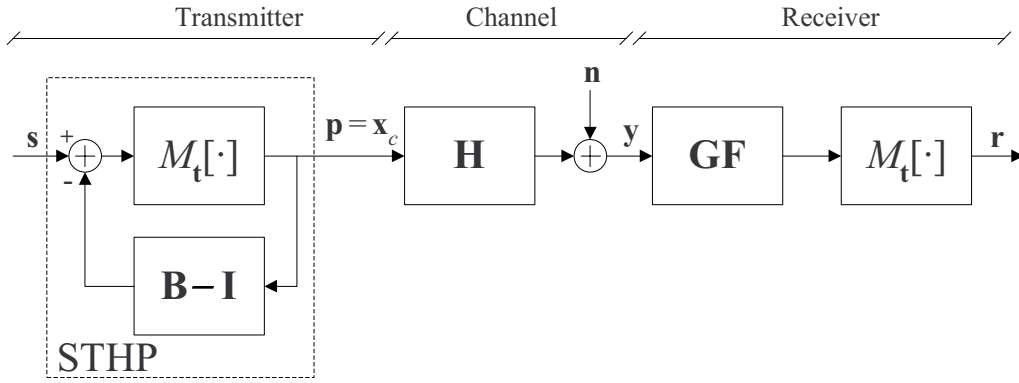 Transmitter Channel Receiver
n
s + M_t[·] p = x_c H y GF M_t[·] r
-
B−I
STHP